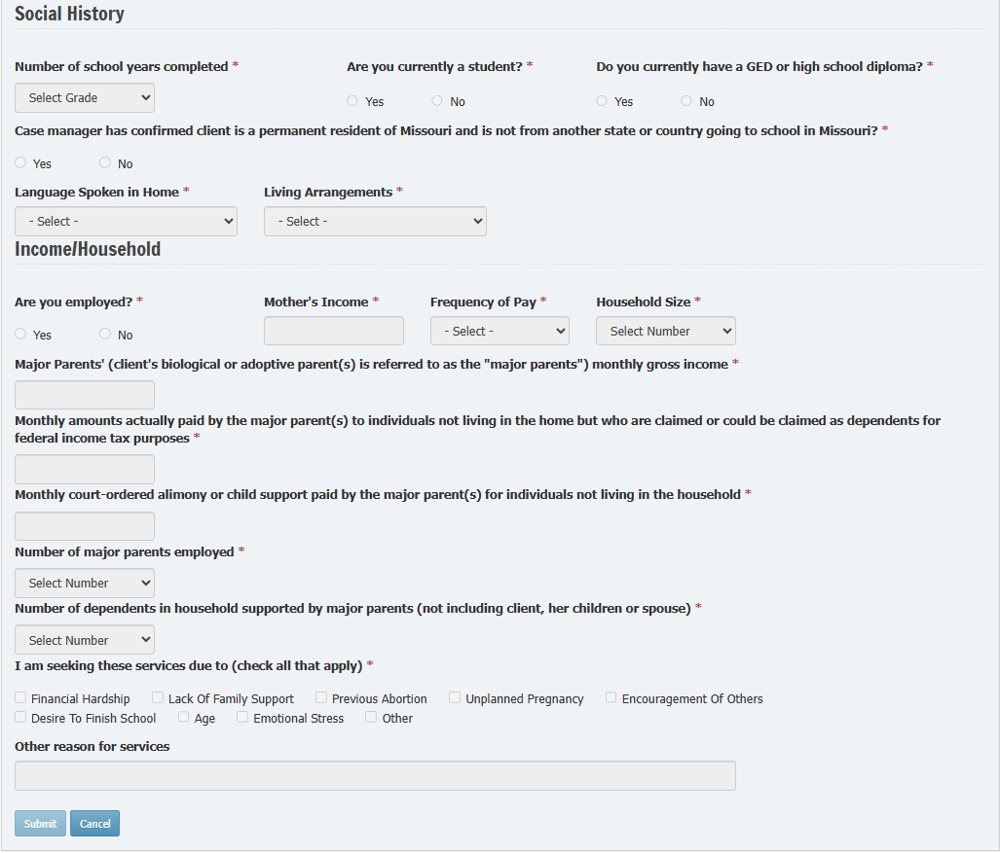 Social History
Number of school years completed * Are you currently a student? * Do you currently have a GED or high school diploma? *
Select Grade Yes No Yes No
Case manager has confirmed client is a permanent resident of Missouri and is not from another state or country going to school in Missouri? *
Yes No
Language Spoken in Home * Living Arrangements *
- Select - - Select -
Income/Household
Are you employed? * Mother's Income * Frequency of Pay * Household Size *
Yes No - Select - Select Number
Major Parents' (client's biological or adoptive parent(s) is referred to as the "major parents") monthly gross income *
Monthly amounts actually paid by the major parent(s) to individuals not living in the home but who are claimed or could be claimed as dependents for
federal income tax purposes *
Monthly court-ordered alimony or child support paid by the major parent(s) for individuals not living in the household *
Number of major parents employed *
Select Number
Number of dependents in household supported by major parents (not including client, her children or spouse) *
Select Number
I am seeking these services due to (check all that apply) *
Financial Hardship Lack Of Family Support Previous Abortion Unplanned Pregnancy Encouragement Of Others
Desire To Finish School Age Emotional Stress Other
Other reason for services
Submit Cancel